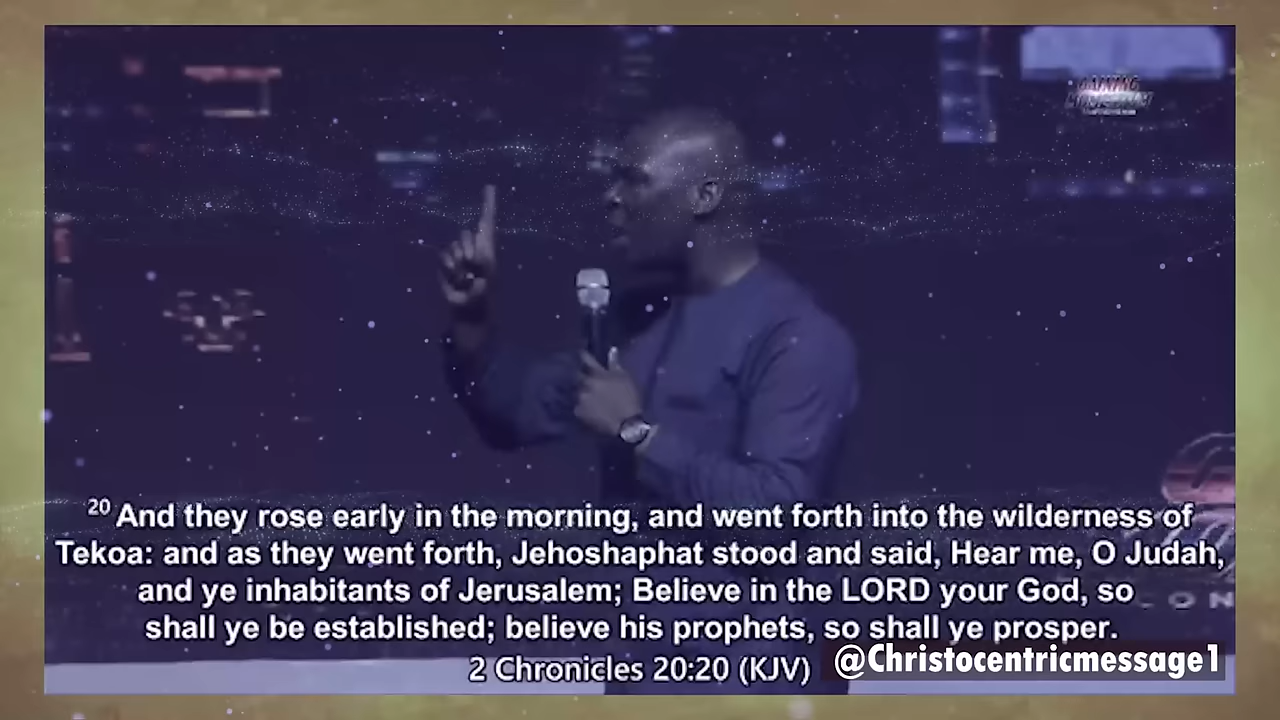 20 And they rose early in the morning, and went forth into the wilderness of
Tekoa: and as they went forth, Jehoshaphat stood and said, Hear me, O Judah,
and ye inhabitants of Jerusalem; Believe in the LORD your God, so
shall ye be established; believe his prophets, so shall ye prosper.
2 Chronicles 20:20 (KJV)
@Christocentricmessage1